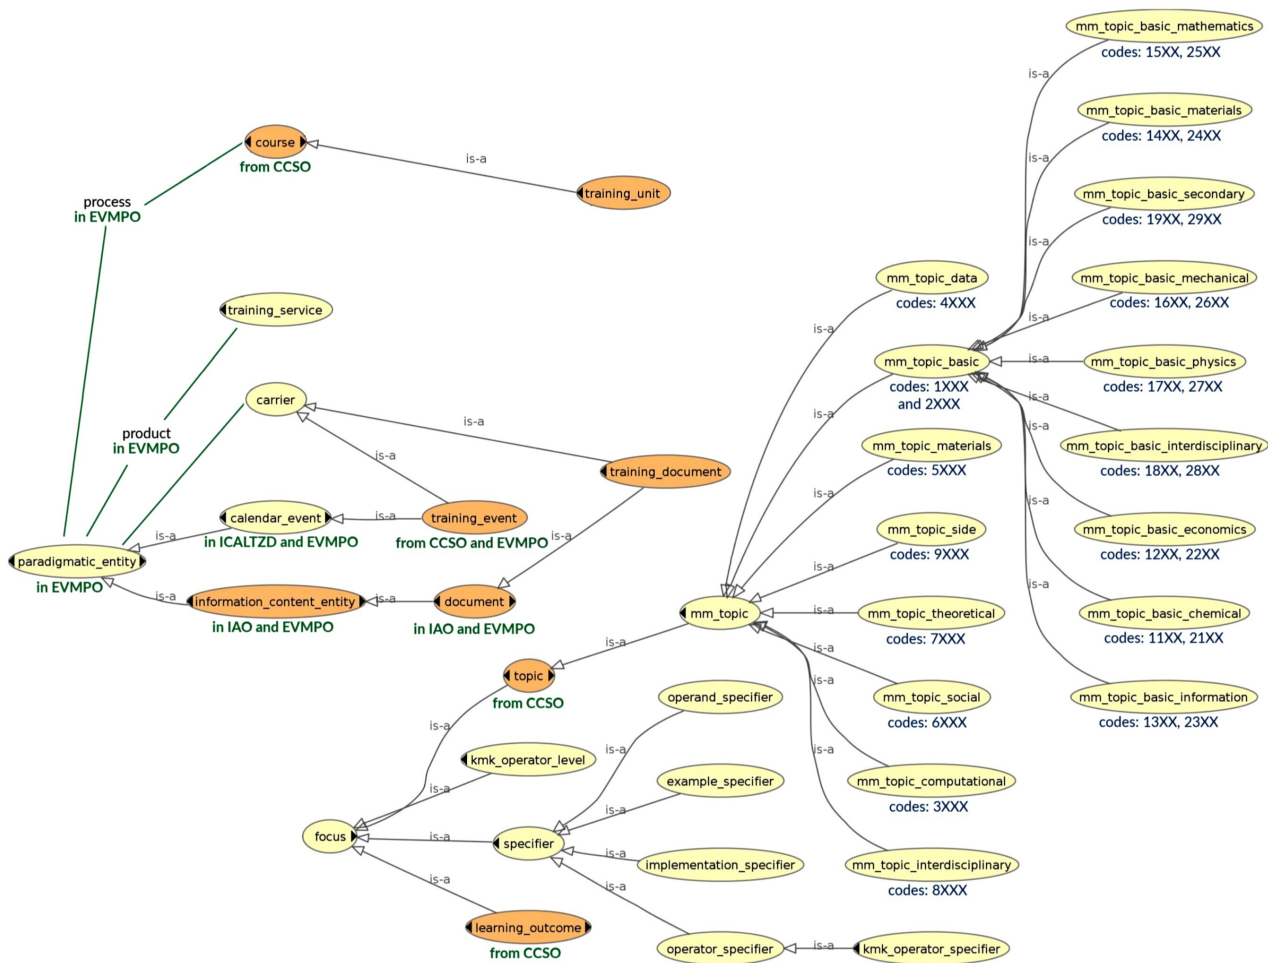 mm_topic_basic_mathematics
codes: 15XX, 25XX
is-a
mm_topic_basic_materials
codes: 14XX, 24XX
is-a
course
from CCSO
is-a
training_unit
process
in EVMPO
mm_topic_basic_secondary
codes: 19XX, 29XX
is-a
mm_topic_data
codes: 4XXX
mm_topic_basic_mechanical
codes: 16XX, 26XX
is-a
training_service
is-a
mm_topic_basic
codes: 1XXX
and 2XXX
is-a
mm_topic_basic_physics
codes: 17XX, 27XX
carrier
is-a
is-a
is-a
product
in EVMPO
is-a
mm_topic_materials
codes: 5XXX
is-a
mm_topic_basic_interdisciplinary
codes: 18XX, 28XX
is-a
training_document
is-a
is-a
calendar_event
in ICALTZD and EVMPO
is-a
training_event
from CCSO and EVMPO
is-a
is-a
mm_topic_side
codes: 9XXX
mm_topic_basic_economics
codes: 12XX, 22XX
paradigmatic_entity
in EVMPO
is-a
is-a
is-a
information_content_entity
in IAO and EVMPO
is-a
document
in IAO and EVMPO
mm_topic
is-a
mm_topic_theoretical
codes: 7XXX
mm_topic_basic_chemical
codes: 11XX, 21XX
is-a
is-a
topic
from CCSO
is-a
operand_specifier
mm_topic_social
codes: 6XXX
mm_topic_basic_information
codes: 13XX, 23XX
is-a
kmk_operator_level
is-a
is-a
is-a
example_specifier
mm_topic_computational
codes: 3XXX
is-a
focus
is-a
specifier
is-a
implementation_specifier
mm_topic_interdisciplinary
codes: 8XXX
is-a
is-a
learning_outcome
from CCSO
operator_specifier
is-a
kmk_operator_specifier